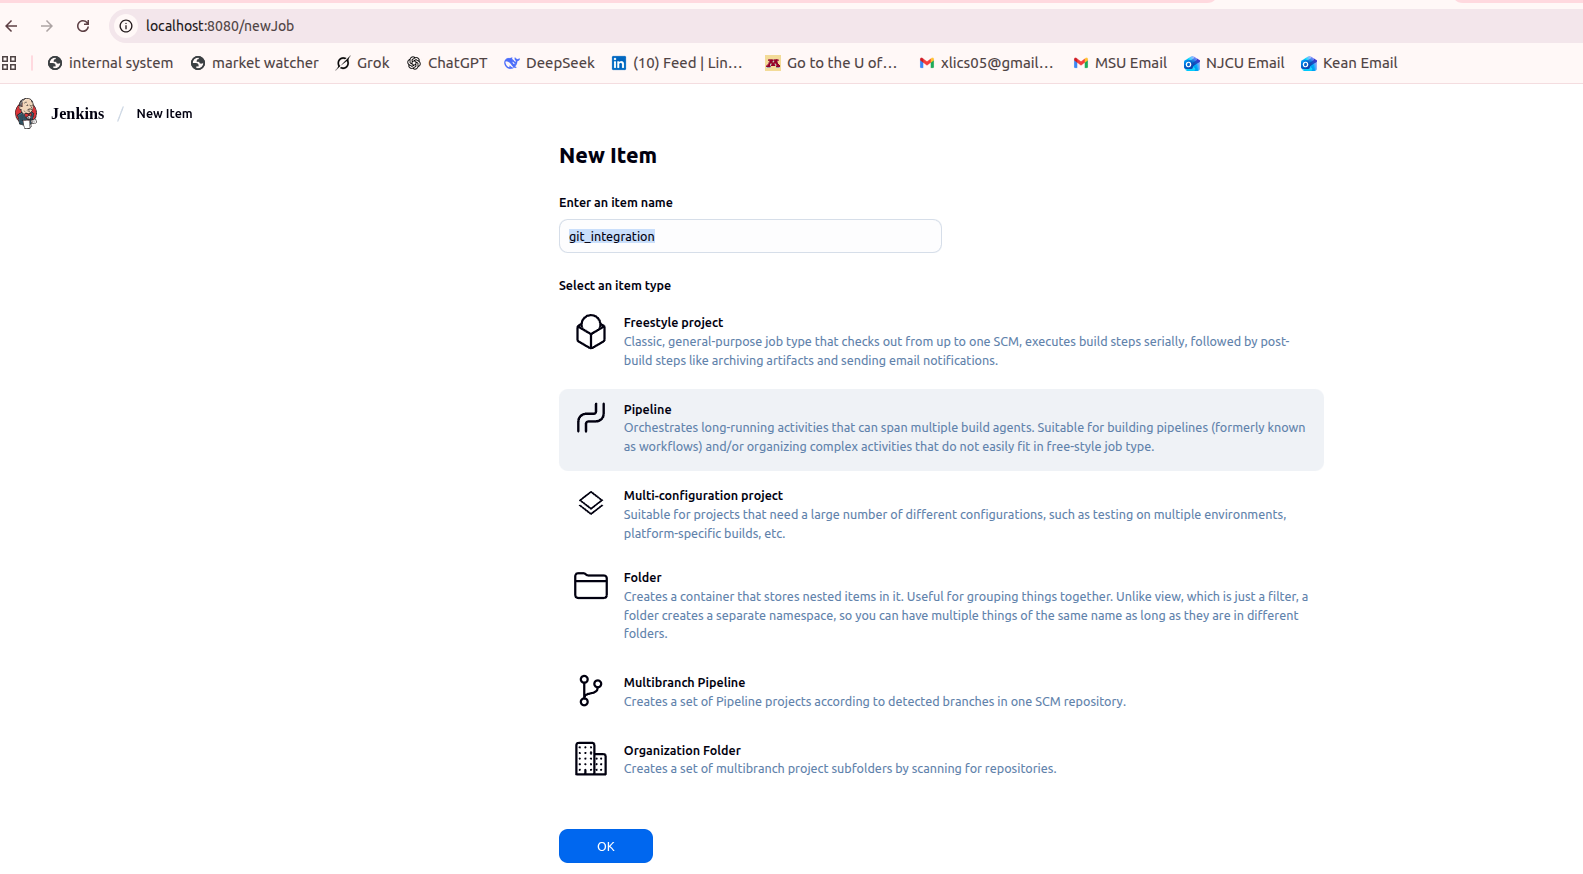 localhost:8080/newJob
internal system market watcher Grok ChatGPT DeepSeek (10) Feed | Lin... Go to the U of... xlics05@gmail... MSU Email NJCU Email Kean Email
Jenkins / New Item
New Item
Enter an item name
git_integration
Select an item type
Freestyle project
Classic, general-purpose job type that checks out from up to one SCM, executes build steps serially, followed by post-
build steps like archiving artifacts and sending email notifications.
Pipeline
Orchestrates long-running activities that can span multiple build agents. Suitable for building pipelines (formerly known
as workflows) and/or organizing complex activities that do not easily fit in free-style job type.
Multi-configuration project
Suitable for projects that need a large number of different configurations, such as testing on multiple environments,
platform-specific builds, etc.
Folder
Creates a container that stores nested items in it. Useful for grouping things together. Unlike view, which is just a filter, a
folder creates a separate namespace, so you can have multiple things of the same name as long as they are in different
folders.
Multibranch Pipeline
Creates a set of Pipeline projects according to detected branches in one SCM repository.
Organization Folder
Creates a set of multibranch project subfolders by scanning for repositories.
OK